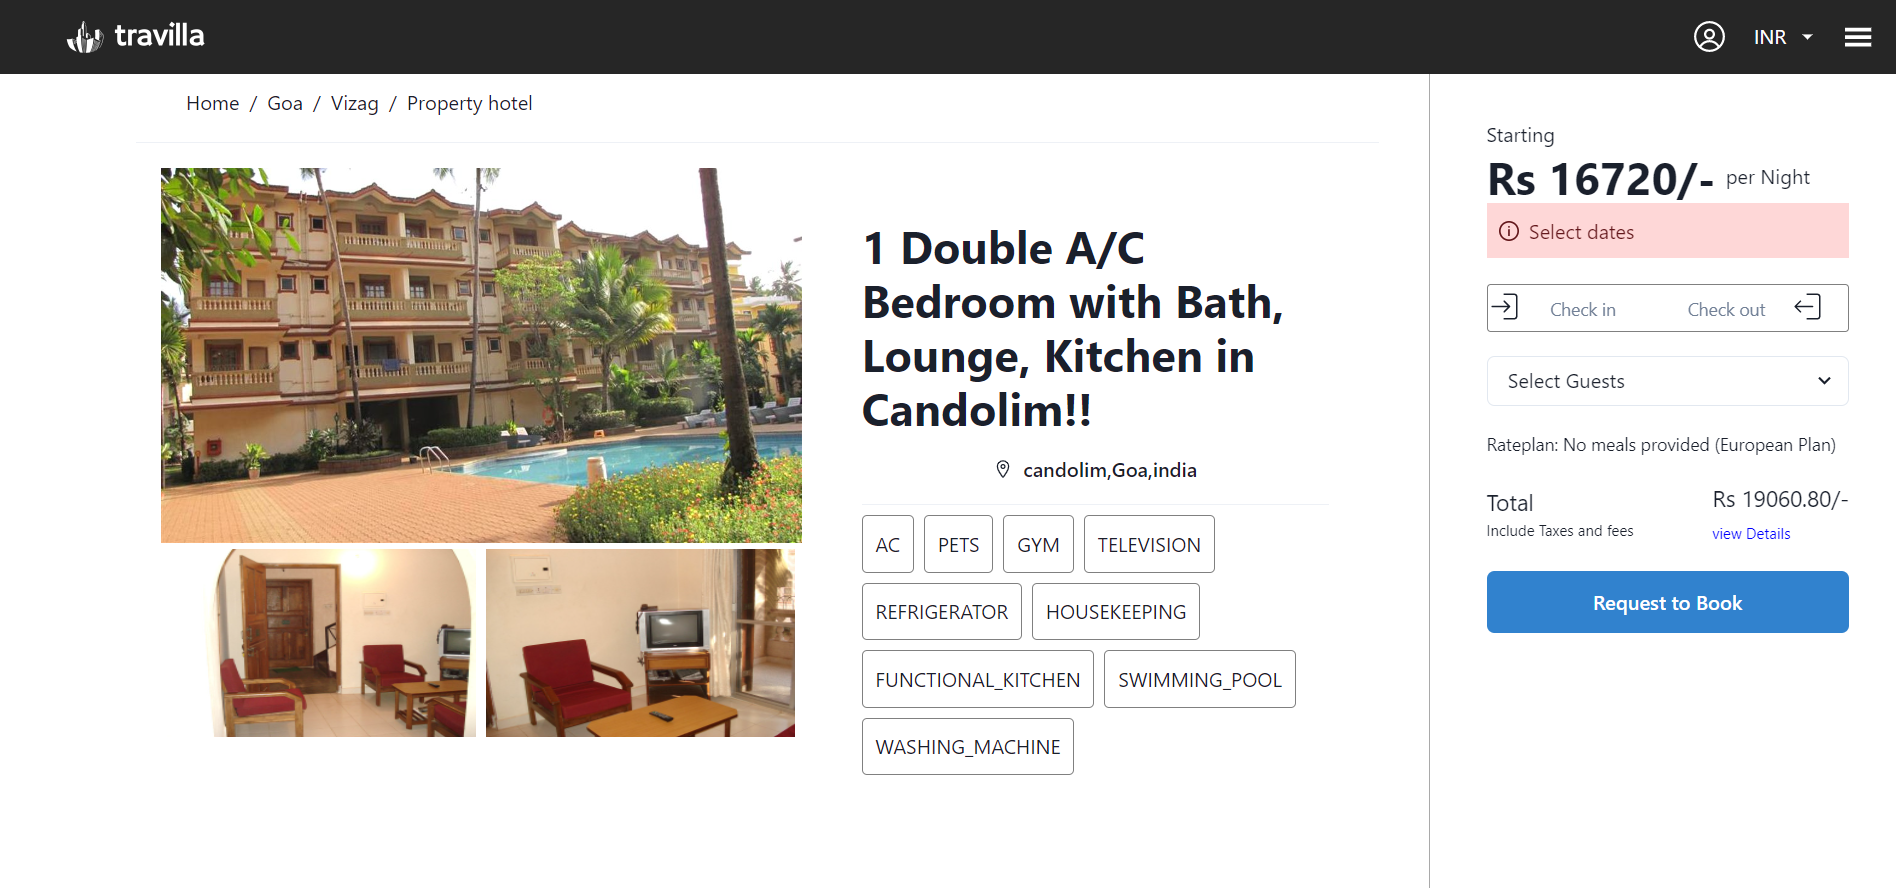 travilla
INR
Home / Goa / Vizag / Property hotel
1 Double A/C
Bedroom with Bath,
Lounge, Kitchen in
Candolim!!
candolim,Goa,india
AC PETS GYM TELEVISION
REFRIGERATOR HOUSEKEEPING
FUNCTIONAL_KITCHEN SWIMMING_POOL
WASHING_MACHINE
Starting
Rs 16720/- per Night
Select dates
Check in Check out
Select Guests
Rateplan: No meals provided (European Plan)
Total Rs 19060.80/-
Include Taxes and fees view Details
Request to Book